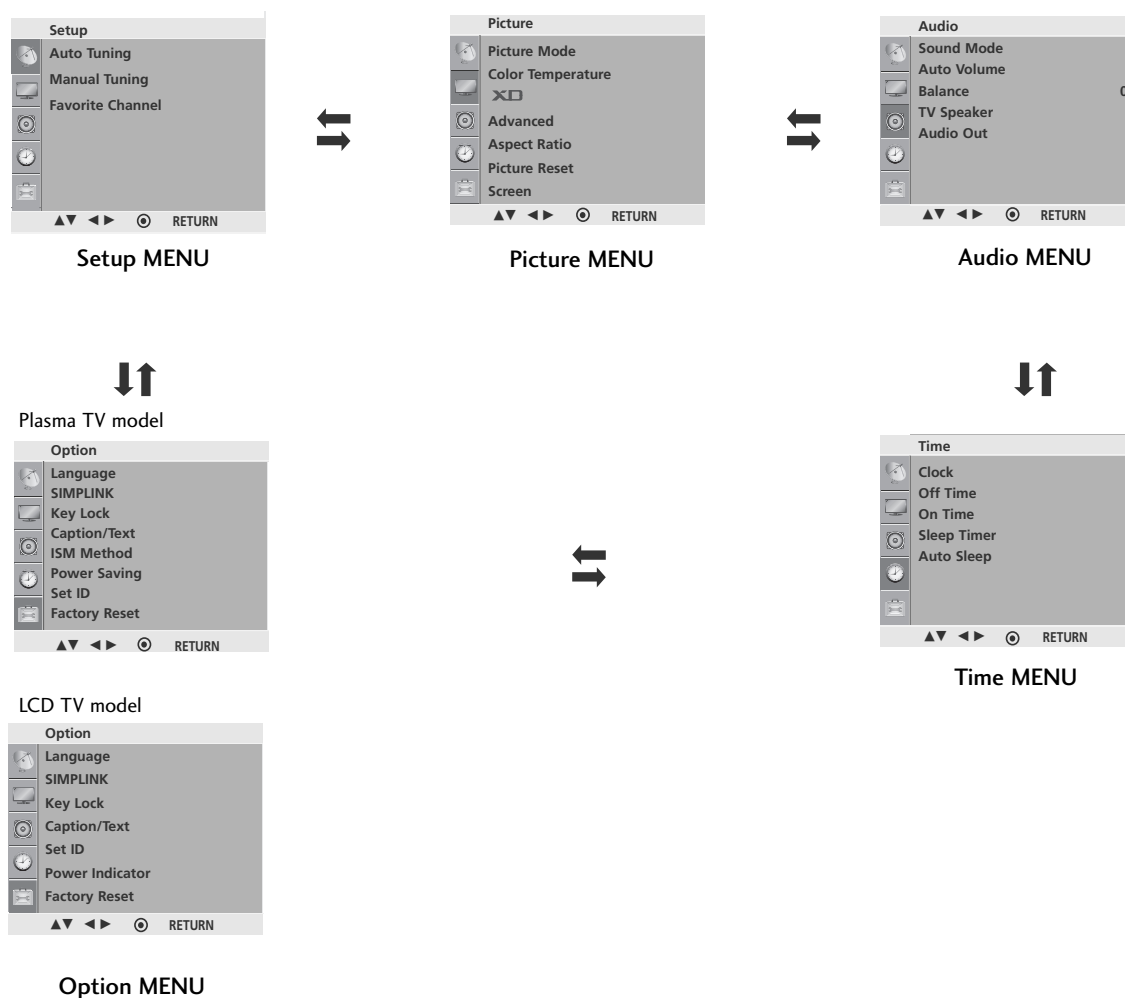 Setup
Auto Tuning
Manual Tuning
Favorite Channel
▲▼ ◄► ⦿ RETURN
Setup MENU
Picture
Picture Mode
Color Temperature
XD
Advanced
Aspect Ratio
Picture Reset
Screen
▲▼ ◄► ⦿ RETURN
Picture MENU
Audio
Sound Mode
Auto Volume
Balance 0
TV Speaker
Audio Out
▲▼ ◄► ⦿ RETURN
Audio MENU
Plasma TV model
Option
Language
SIMPLINK
Key Lock
Caption/Text
ISM Method
Power Saving
Set ID
Factory Reset
▲▼ ◄► ⦿ RETURN
Time
Clock
Off Time
On Time
Sleep Timer
Auto Sleep
▲▼ ◄► ⦿ RETURN
Time MENU
LCD TV model
Option
Language
SIMPLINK
Key Lock
Caption/Text
Set ID
Power Indicator
Factory Reset
▲▼ ◄► ⦿ RETURN
Option MENU